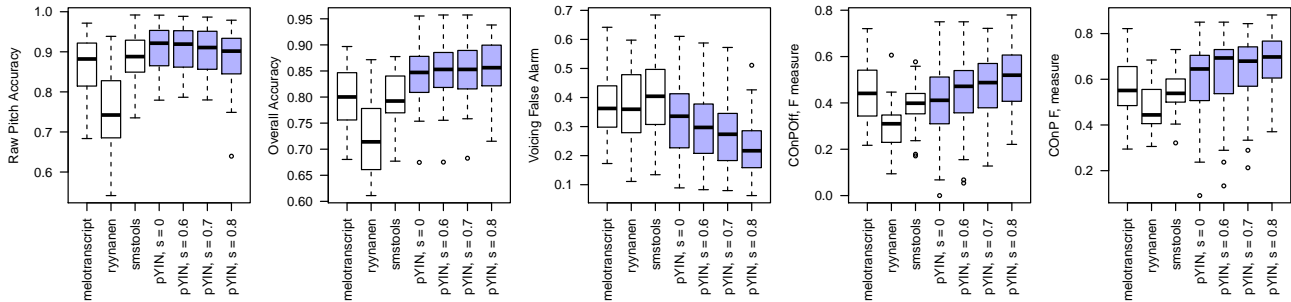 Raw Pitch Accuracy
1.0
0.9
0.8
0.7
0.6
melotranscript
ryynanen
smstools
pYIN, s = 0
pYIN, s = 0.6
pYIN, s = 0.7
pYIN, s = 0.8
Overall Accuracy
0.95
0.90
0.85
0.80
0.75
0.70
0.65
0.60
melotranscript
ryynanen
smstools
pYIN, s = 0
pYIN, s = 0.6
pYIN, s = 0.7
pYIN, s = 0.8
Voicing False Alarm
0.7
0.6
0.5
0.4
0.3
0.2
0.1
melotranscript
ryynanen
smstools
pYIN, s = 0
pYIN, s = 0.6
pYIN, s = 0.7
pYIN, s = 0.8
COnPOff, F measure
0.8
0.6
0.4
0.2
0.0
melotranscript
ryynanen
smstools
pYIN, s = 0
pYIN, s = 0.6
pYIN, s = 0.7
pYIN, s = 0.8
COnP F, measure
0.8
0.6
0.4
0.2
melotranscript
ryynanen
smstools
pYIN, s = 0
pYIN, s = 0.6
pYIN, s = 0.7
pYIN, s = 0.8